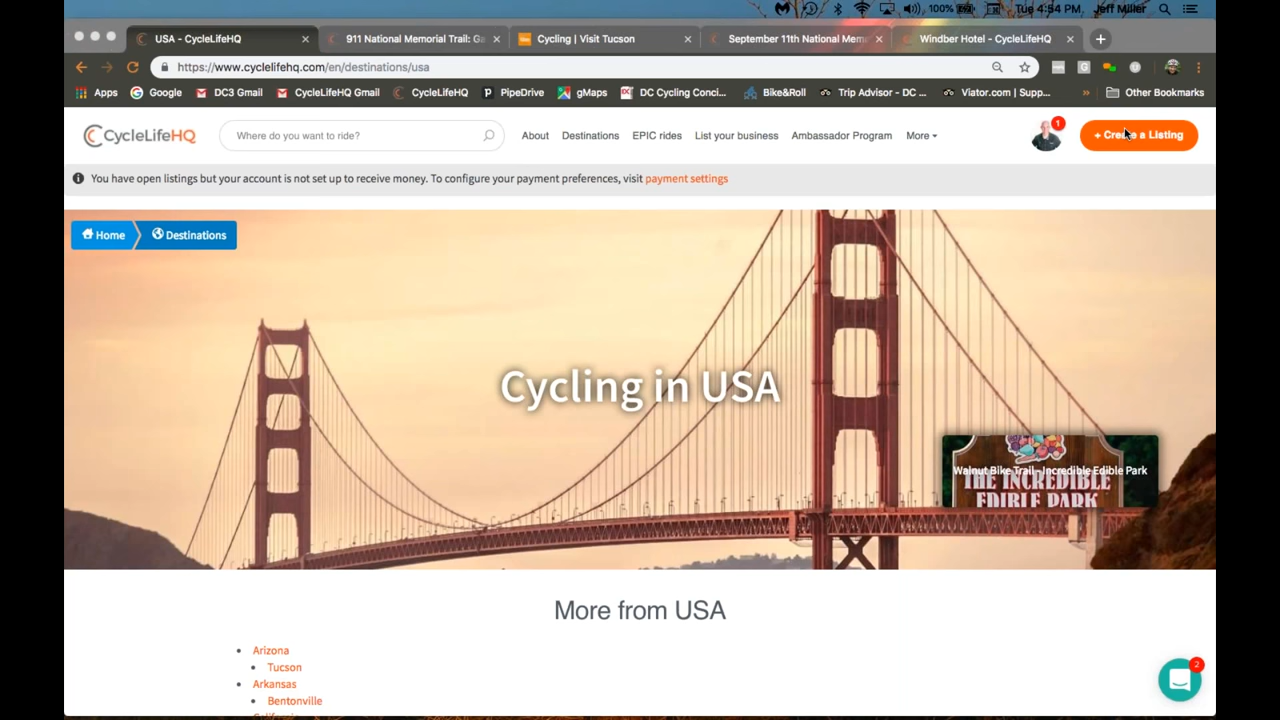 100% Tue 4:54 PM Jeff Miller
USA - CycleLifeHQ
911 National Memorial Trail: Ga
Cycling | Visit Tucson
September 11th National Mem
Windber Hotel - CycleLifeHQ
https://www.cyclelifehq.com/en/destinations/usa
Apps Google DC3 Gmail CycleLifeHQ Gmail CycleLifeHQ PipeDrive gMaps DC Cycling Conci... Bike&Roll Trip Advisor - DC ... Viator.com | Supp... » Other Bookmarks
CycleLifeHQ
Where do you want to ride?
About Destinations EPIC rides List your business Ambassador Program More
1
+ Create a Listing
You have open listings but your account is not set up to receive money. To configure your payment preferences, visit payment settings
Home Destinations
Cycling in USA
Walnut Bike Trail - Incredible Edible Park
THE INCREDIBLE
EDIBLE PARK
More from USA
Arizona
Tucson
Arkansas
Bentonville
2